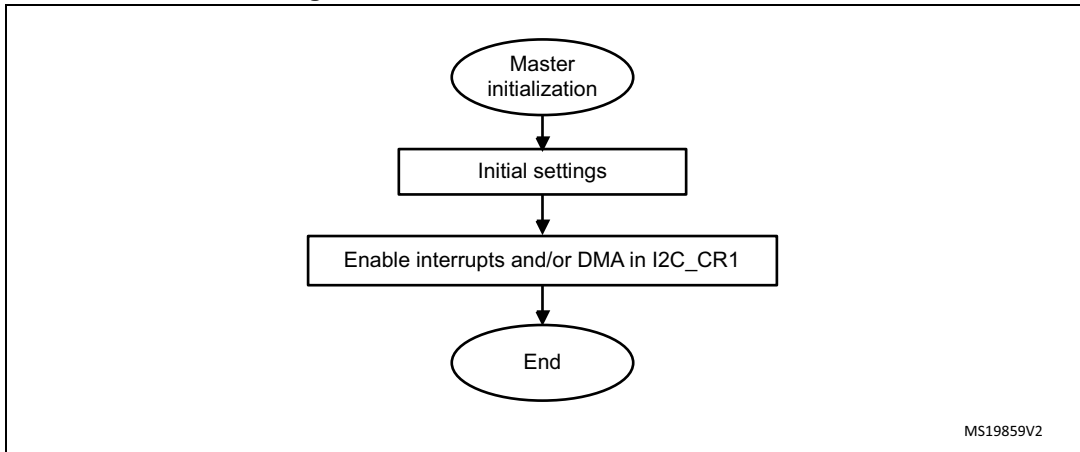 Master
initialization
Initial settings
Enable interrupts and/or DMA in I2C_CR1
End
MS19859V2